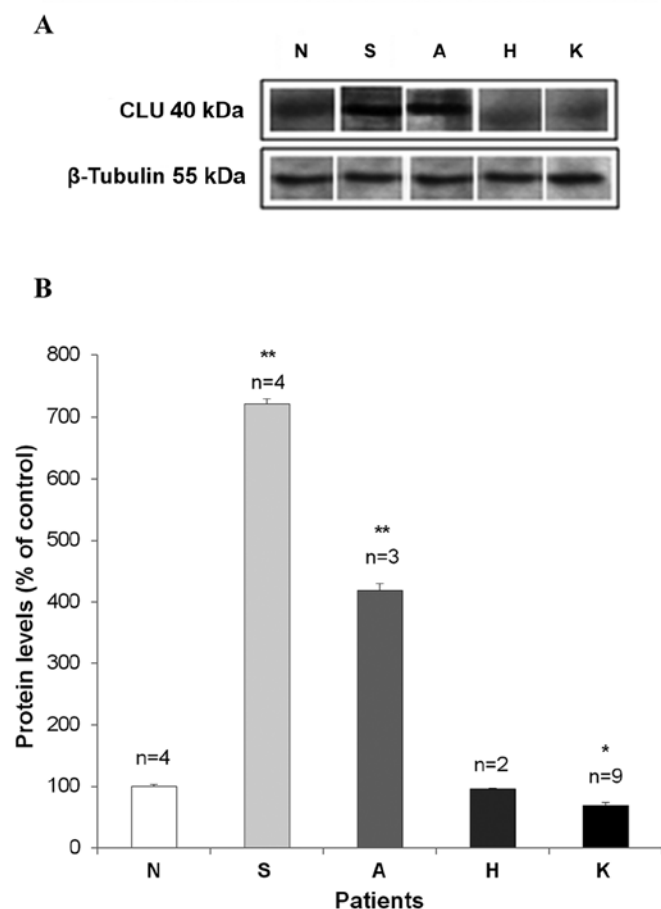 A
N S A H K
CLU 40 kDa
β-Tubulin 55 kDa
B
Protein levels (% of control)
800
700
600
500
400
300
200
100
0
n=4
**
n=4
**
n=3
n=2
*
n=9
N S A H K
Patients